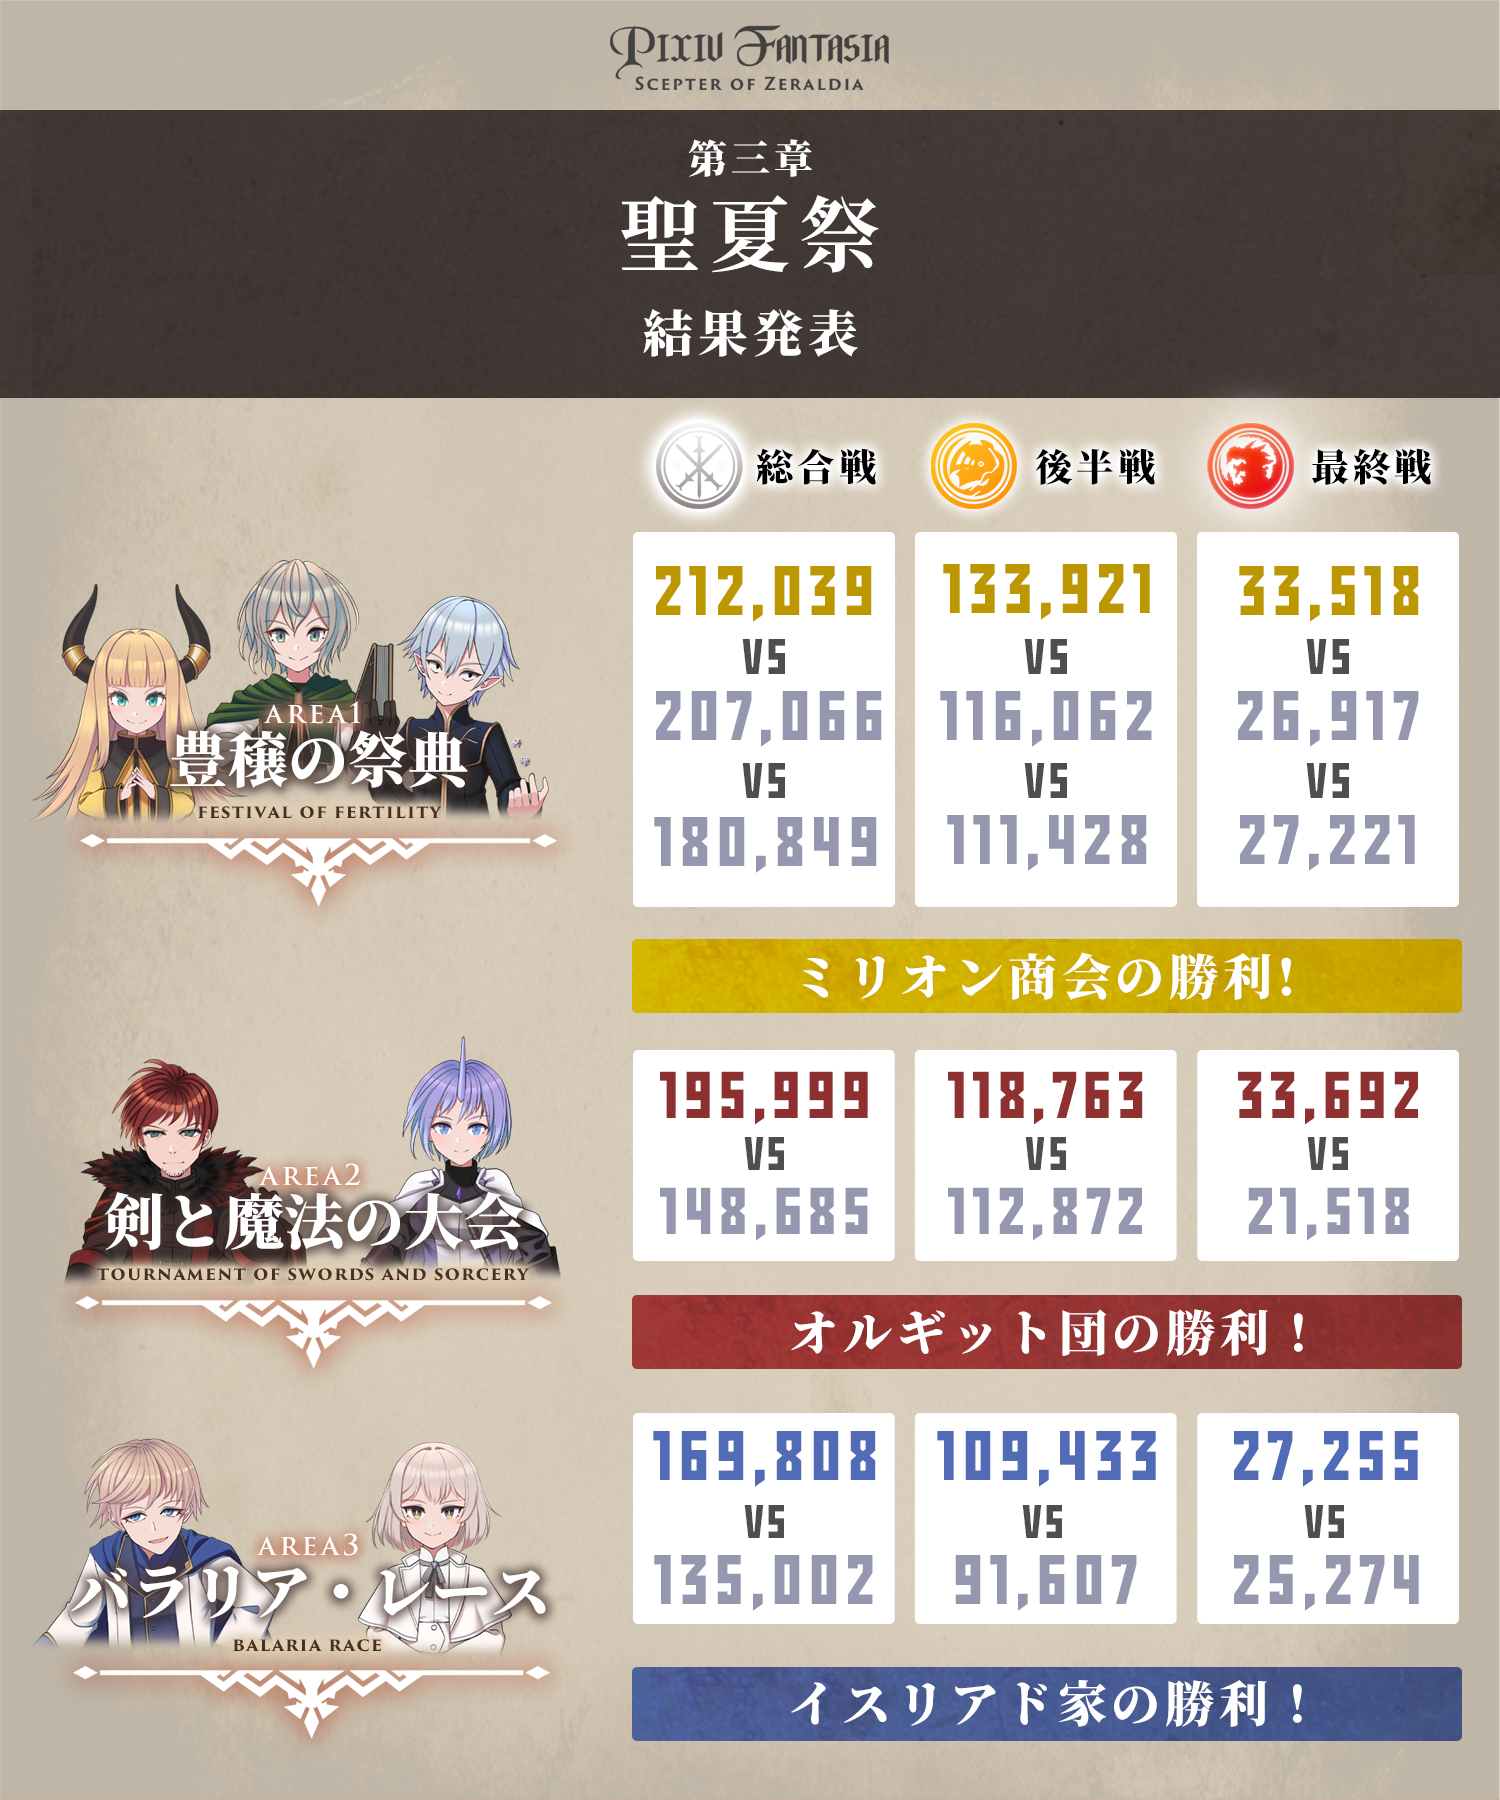 PIXIV FANTASIA
SCEPTER OF ZERALDIA
第三章
聖夏祭
結果発表
総合戦 後半戦 最終戦
AREA1
豊穣の祭典
FESTIVAL OF FERTILITY
212,039 133,921 33,518
VS VS VS
207,066 116,062 26,917
VS VS VS
180,849 111,428 27,221
ミリオン商会の勝利!
AREA2
剣と魔法の大会
TOURNAMENT OF SWORDS AND SORCERY
195,999 118,763 33,692
VS VS VS
148,685 112,872 21,518
オルギット団の勝利！
AREA3
バラリア・レース
BALARIA RACE
169,808 109,433 27,255
VS VS VS
135,002 91,607 25,274
イスリアド家の勝利！